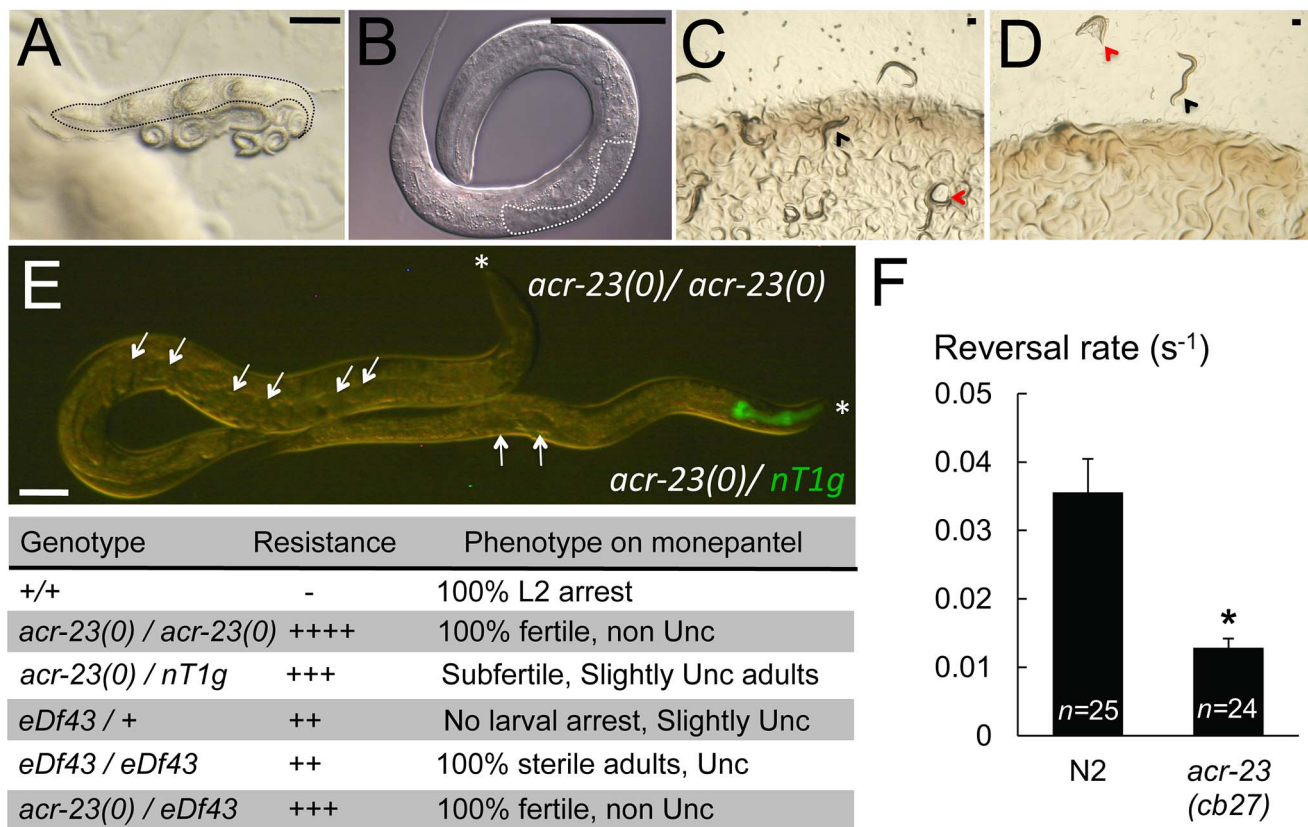 A
B
C
D
E
*
acr-23(0)/ acr-23(0)
*
acr-23(0)/ nT1g
Genotype Resistance Phenotype on monepantel
+/+ - 100% L2 arrest
acr-23(0) / acr-23(0) ++++ 100% fertile, non Unc
acr-23(0) / nT1g +++ Subfertile, Slightly Unc adults
eDf43 / + ++ No larval arrest, Slightly Unc
eDf43 / eDf43 ++ 100% sterile adults, Unc
acr-23(0) / eDf43 +++ 100% fertile, non Unc
F
Reversal rate (s⁻¹)
0.05
0.04
0.03
0.02
0.01
0
*
n=25
n=24
N2
acr-23
(cb27)